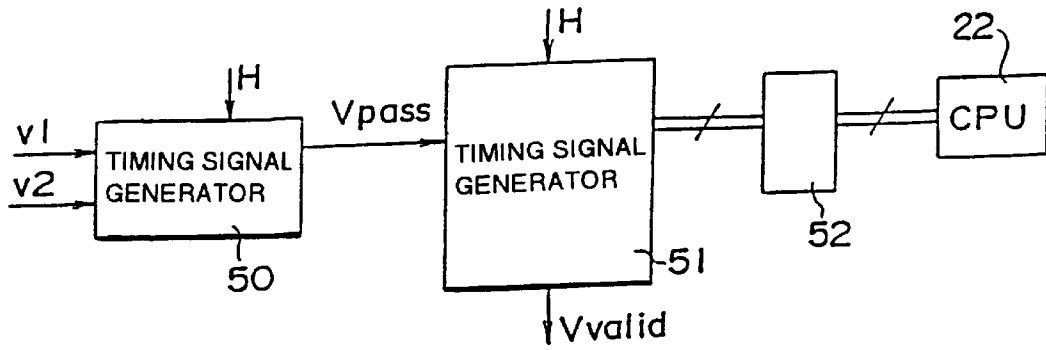 H
22
H
Vpass
CPU
v1
TIMING SIGNAL
GENERATOR
TIMING SIGNAL
GENERATOR
v2
52
50
51
Vvalid